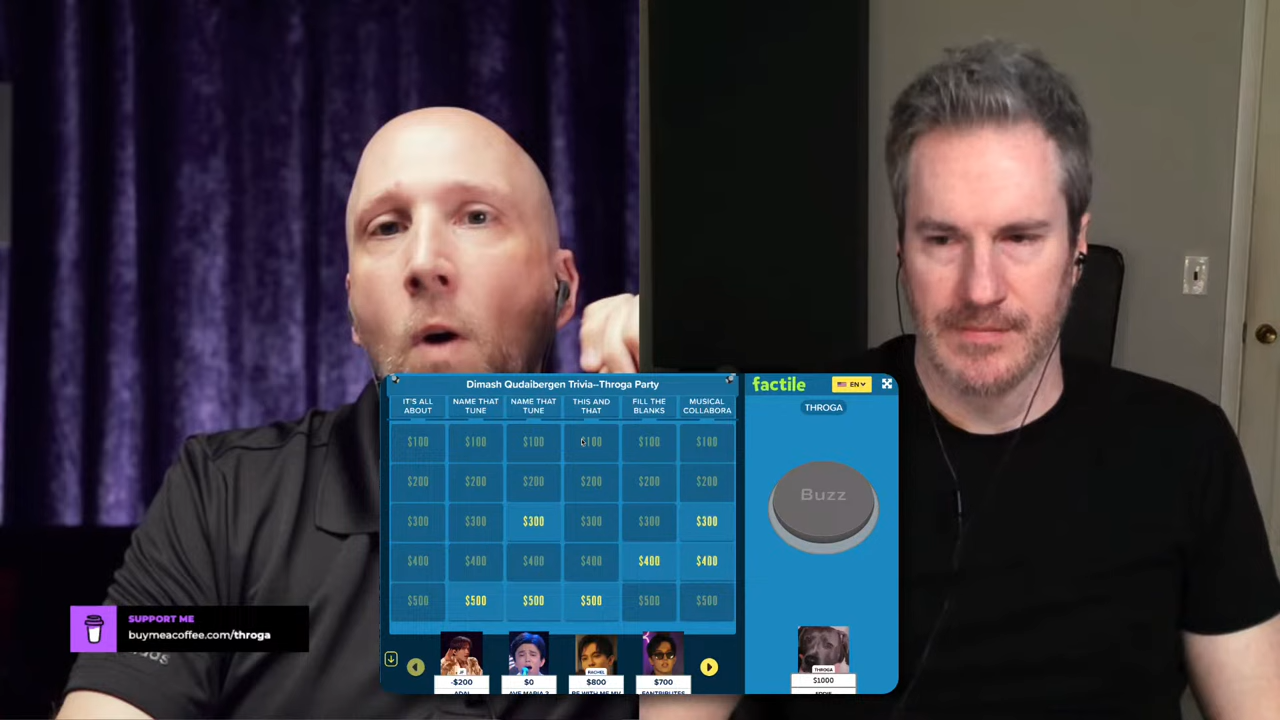 Dimash Qudaibergen Trivia--Throga Party
IT'S ALL ABOUT
NAME THAT TUNE
NAME THAT TUNE
THIS AND THAT
FILL THE BLANKS
MUSICAL COLLABORA
$100 $100 $100 $100 $100 $100
$200 $200 $200 $200 $200 $200
$300 $300 $300 $300 $300 $300
$400 $400 $400 $400 $400 $400
$500 $500 $500 $500 $500 $500
RACHEL
-$200 $0 $800 $700
factile
EN
THROGA
Buzz
THROGA
$1000
SUPPORT ME
buymeacoffee.com/throga